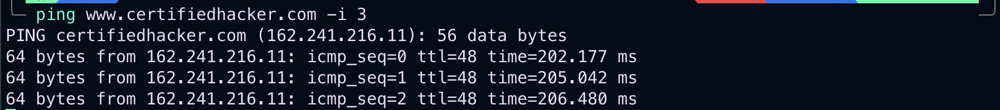 ping www.certifiedhacker.com -i 3
PING certifiedhacker.com (162.241.216.11): 56 data bytes
64 bytes from 162.241.216.11: icmp_seq=0 ttl=48 time=202.177 ms
64 bytes from 162.241.216.11: icmp_seq=1 ttl=48 time=205.042 ms
64 bytes from 162.241.216.11: icmp_seq=2 ttl=48 time=206.480 ms